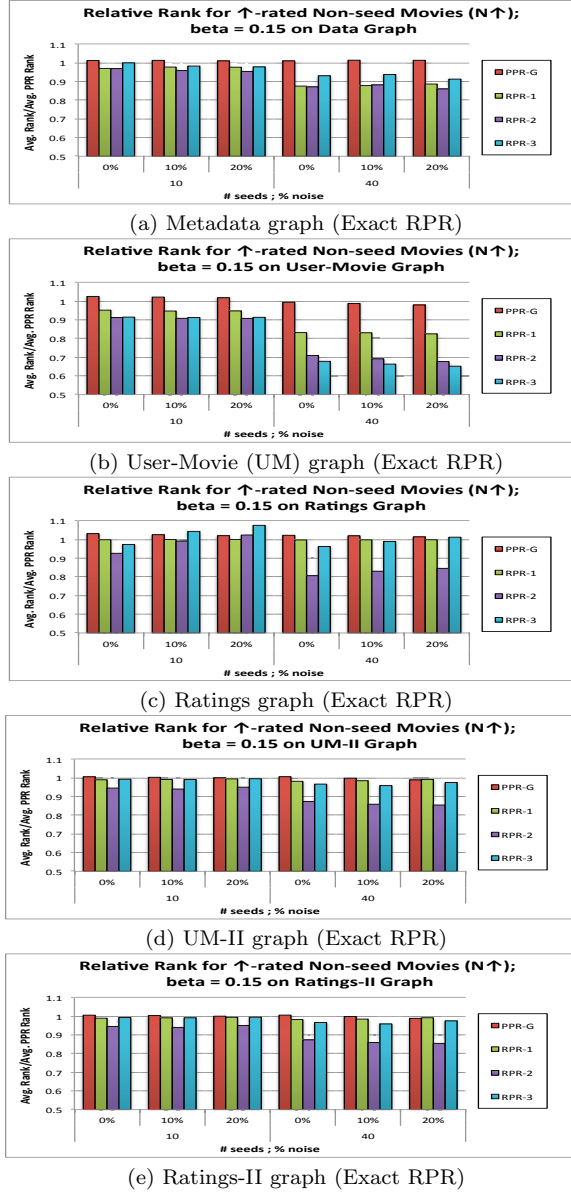 Relative Rank for ↑-rated Non-seed Movies (N↑);
beta = 0.15 on Data Graph
Avg. Rank/Avg. PPR Rank
1.1
1
0.9
0.8
0.7
0.6
0.5
0% 10% 20% 0% 10% 20%
10 40
# seeds ; % noise
PPR-G
RPR-1
RPR-2
RPR-3
(a) Metadata graph (Exact RPR)
Relative Rank for ↑-rated Non-seed Movies (N↑);
beta = 0.15 on User-Movie Graph
Avg. Rank/Avg. PPR Rank
1.1
1
0.9
0.8
0.7
0.6
0.5
0% 10% 20% 0% 10% 20%
10 40
# seeds ; % noise
PPR-G
RPR-1
RPR-2
RPR-3
(b) User-Movie (UM) graph (Exact RPR)
Relative Rank for ↑-rated Non-seed Movies (N↑);
beta = 0.15 on Ratings Graph
Avg. Rank/Avg. PPR Rank
1.1
1
0.9
0.8
0.7
0.6
0.5
0% 10% 20% 0% 10% 20%
10 40
# seeds ; % noise
PPR-G
RPR-1
RPR-2
RPR-3
(c) Ratings graph (Exact RPR)
Relative Rank for ↑-rated Non-seed Movies (N↑);
beta = 0.15 on UM-II Graph
Avg. Rank/Avg. PPR Rank
1.1
1
0.9
0.8
0.7
0.6
0.5
0% 10% 20% 0% 10% 20%
10 40
# seeds ; % noise
PPR-G
RPR-1
RPR-2
RPR-3
(d) UM-II graph (Exact RPR)
Relative Rank for ↑-rated Non-seed Movies (N↑);
beta = 0.15 on Ratings-II Graph
Avg. Rank/Avg. PPR Rank
1.1
1
0.9
0.8
0.7
0.6
0.5
0% 10% 20% 0% 10% 20%
10 40
# seeds ; % noise
PPR-G
RPR-1
RPR-2
RPR-3
(e) Ratings-II graph (Exact RPR)